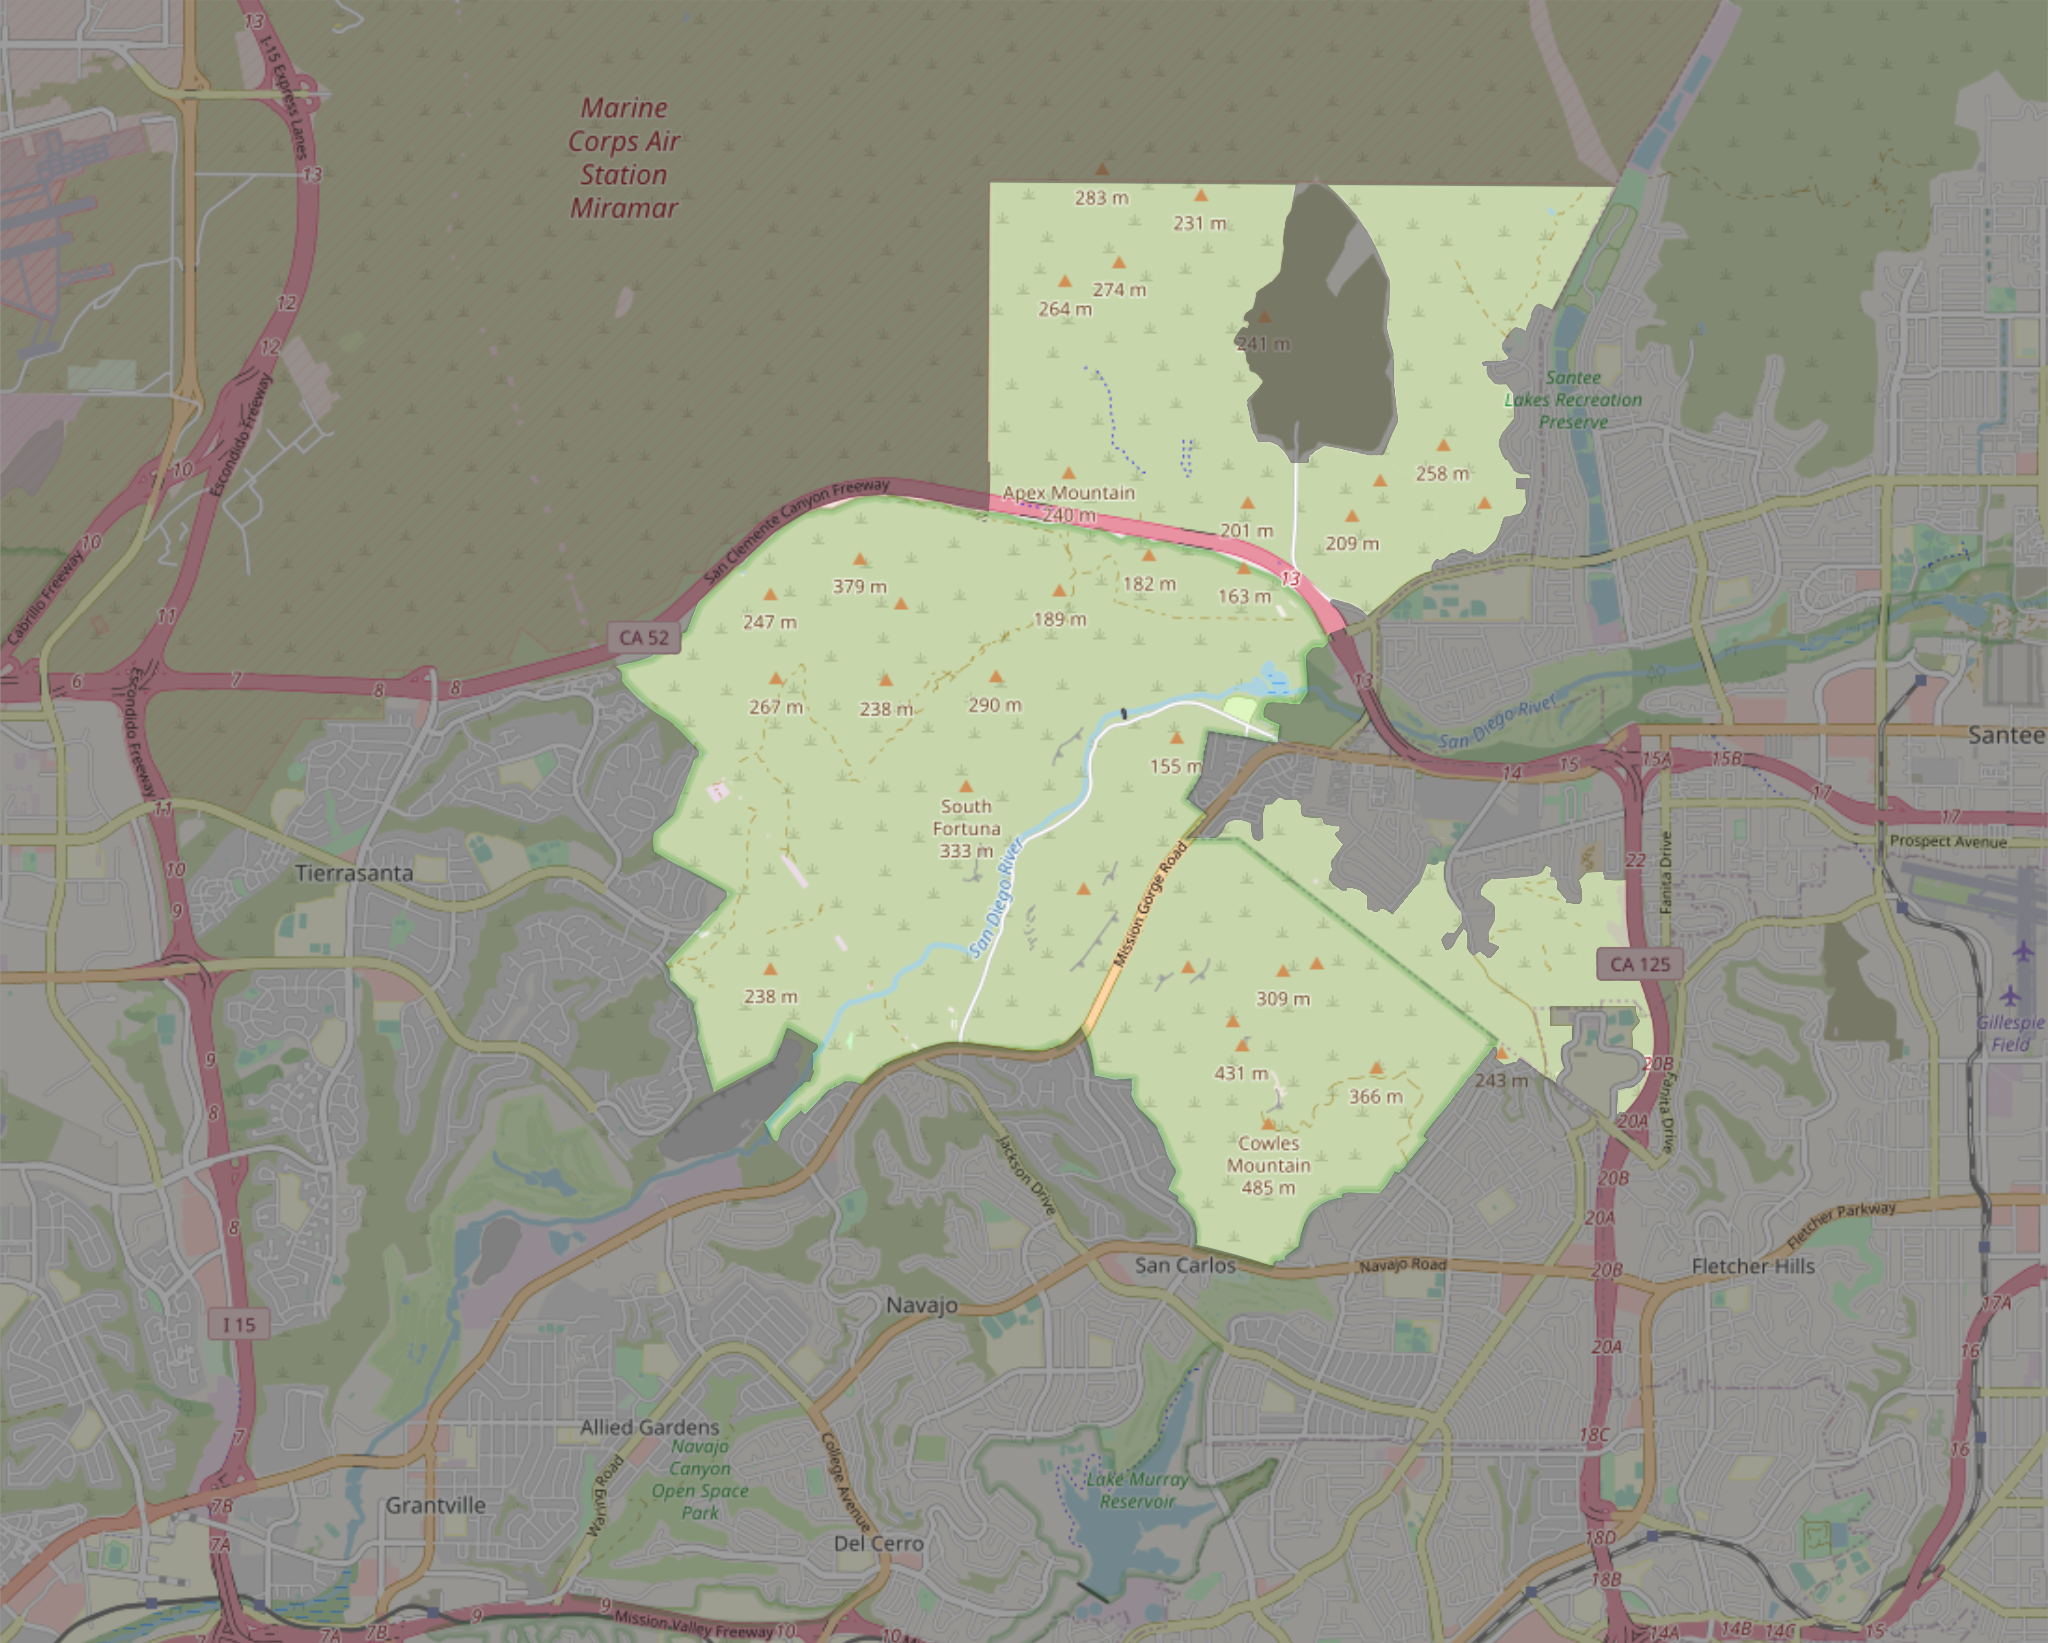 13
I-15 Express Lanes
Marine
Corps Air
Station
Miramar
13
283 m
231 m
274 m
264 m
12
241 m
12
Santee
Lakes Recreation
Preserve
Escondido Freeway
10
258 m
San Clemente Canyon Freeway
Apex Mountain
240 m
201 m
209 m
10
Cabrillo Freeway
379 m
182 m
13
163 m
247 m
189 m
11
CA 52
6
7
8
8
267 m
238 m
290 m
13
San Diego River
Santee
Escondido Freeway
155 m
14
15
15A
15B
17
17
11
South
Fortuna
333 m
Prospect Avenue
Tierrasanta
10
22
Fanita Drive
San Diego River
Mission Gorge Road
9
CA 125
238 m
309 m
Gillespie
Field
9
431 m
366 m
243 m
20B
Fanita Drive
8
20A
Cowles
Mountain
485 m
Jackson Drive
20B
8
20A
Fletcher Parkway
San Carlos
Navajo Road
20B
Fletcher Hills
Navajo
17A
I 15
20A
16
Allied Gardens
Navajo
Canyon
Open Space
Park
7
18C
16
College Avenue
Lake Murray
Reservoir
Waring Road
Grantville
7B
7A
Del Cerro
18D
18B
9
9
Mission Valley Freeway
10
10
7
7A
7B
14A
14B
14C
15